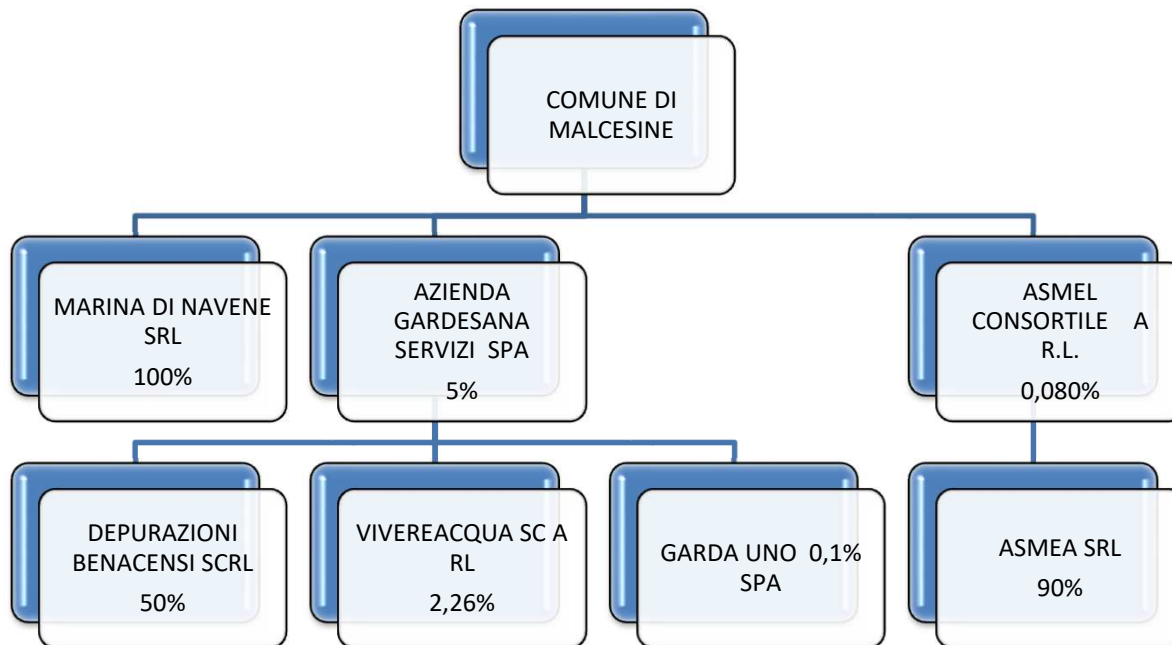 COMUNE DI
MALCESINE
MARINA DI NAVENE
SRL
100%
AZIENDA
GARDESANA
SERVIZI SPA
5%
ASMEL
CONSORTILE A
R.L.
0,080%
DEPURAZIONI
BENACENSI SCRL
50%
VIVEREACQUA SC A
RL
2,26%
GARDA UNO 0,1%
SPA
ASMEA SRL
90%